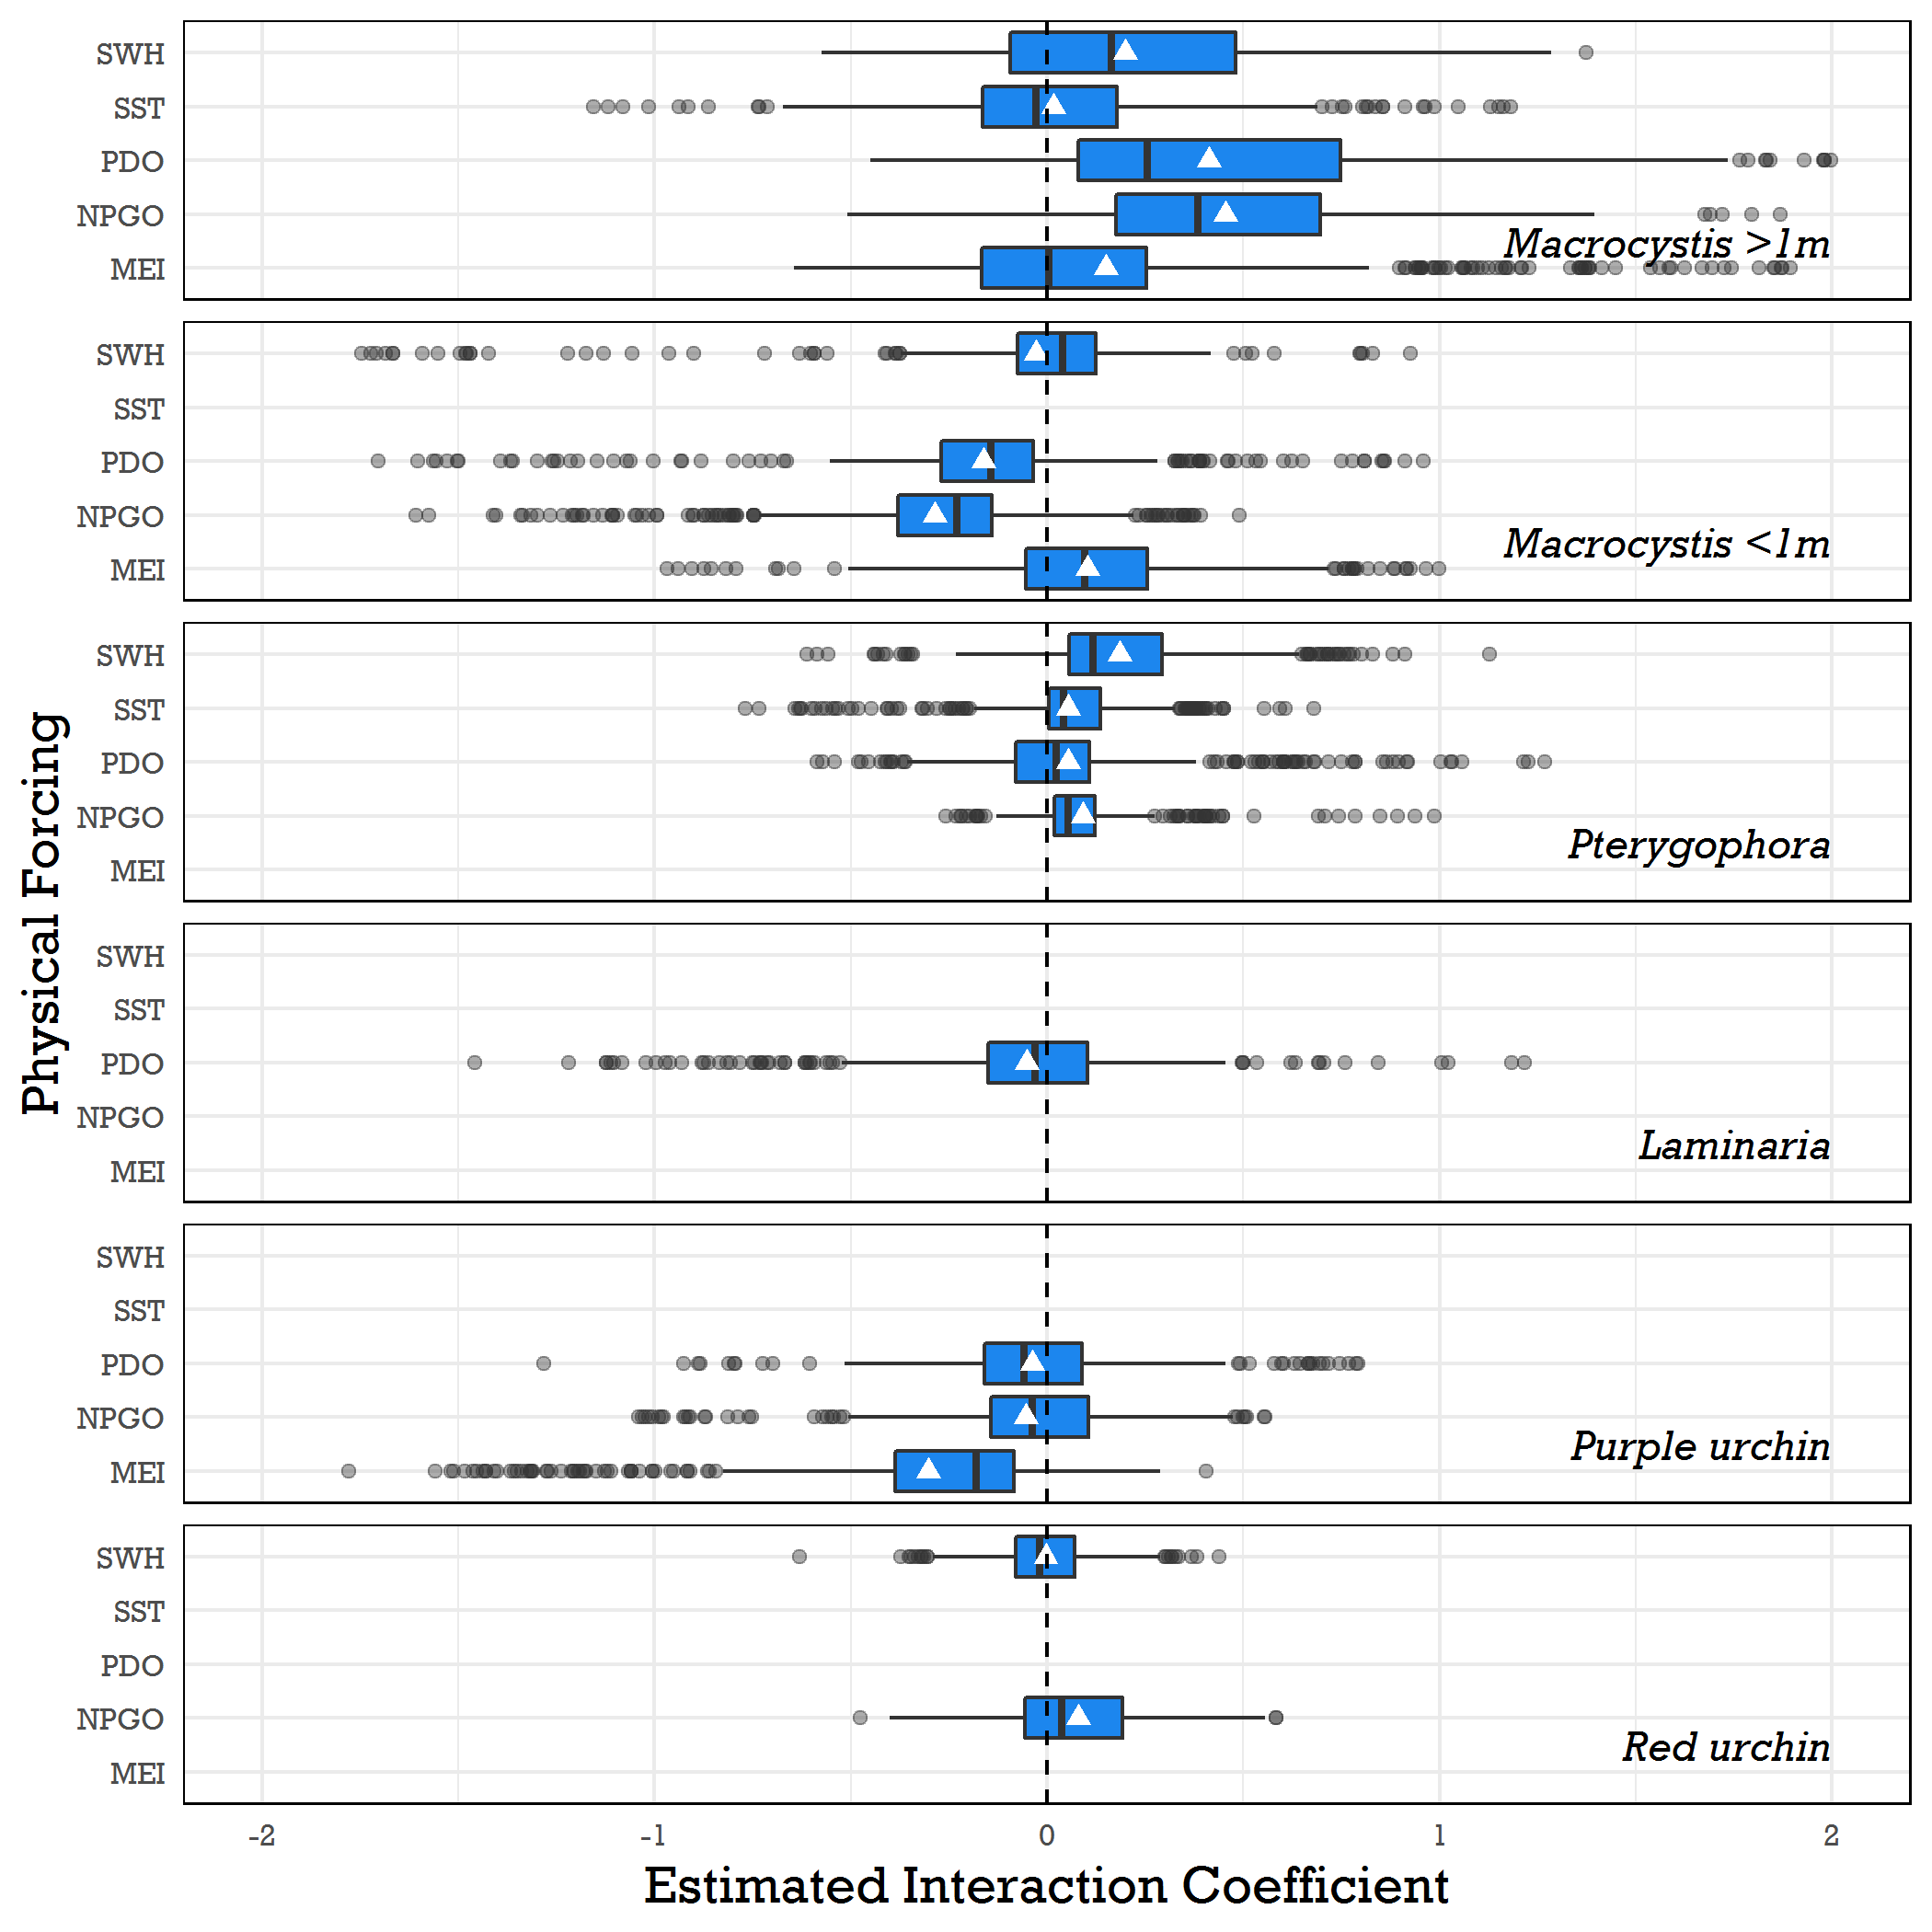 Physical Forcing
SWH
SST
PDO
NPGO
MEI
Macrocystis >1m
SWH
SST
PDO
NPGO
MEI
Macrocystis <1m
SWH
SST
PDO
NPGO
MEI
Pterygophora
SWH
SST
PDO
NPGO
MEI
Laminaria
SWH
SST
PDO
NPGO
MEI
Purple urchin
SWH
SST
PDO
NPGO
MEI
Red urchin
-2 -1 0 1 2
Estimated Interaction Coefficient